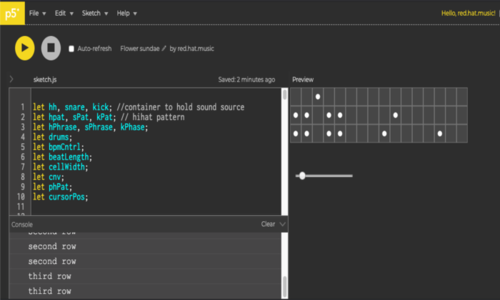 p5*
File
Edit
Sketch
Help
Hello, red.hat.music!
Auto-refresh
Flower sundae
by red.hat.music
sketch.js
Saved: 2 minutes ago
Preview
1 let hh, snare, kick; //container to hold sound source
2 let hpat, sPat, kPat; // hihat pattern
3 let hPhrase, sPhrase, kPhase;
4 let drums;
5 let bpmCntrl;
6 let beatLength;
7 let cellWidth;
8 let cnv;
9 let phPat;
10 let cursorPos;
11
Console
Clear
second row
second row
second row
third row
third row